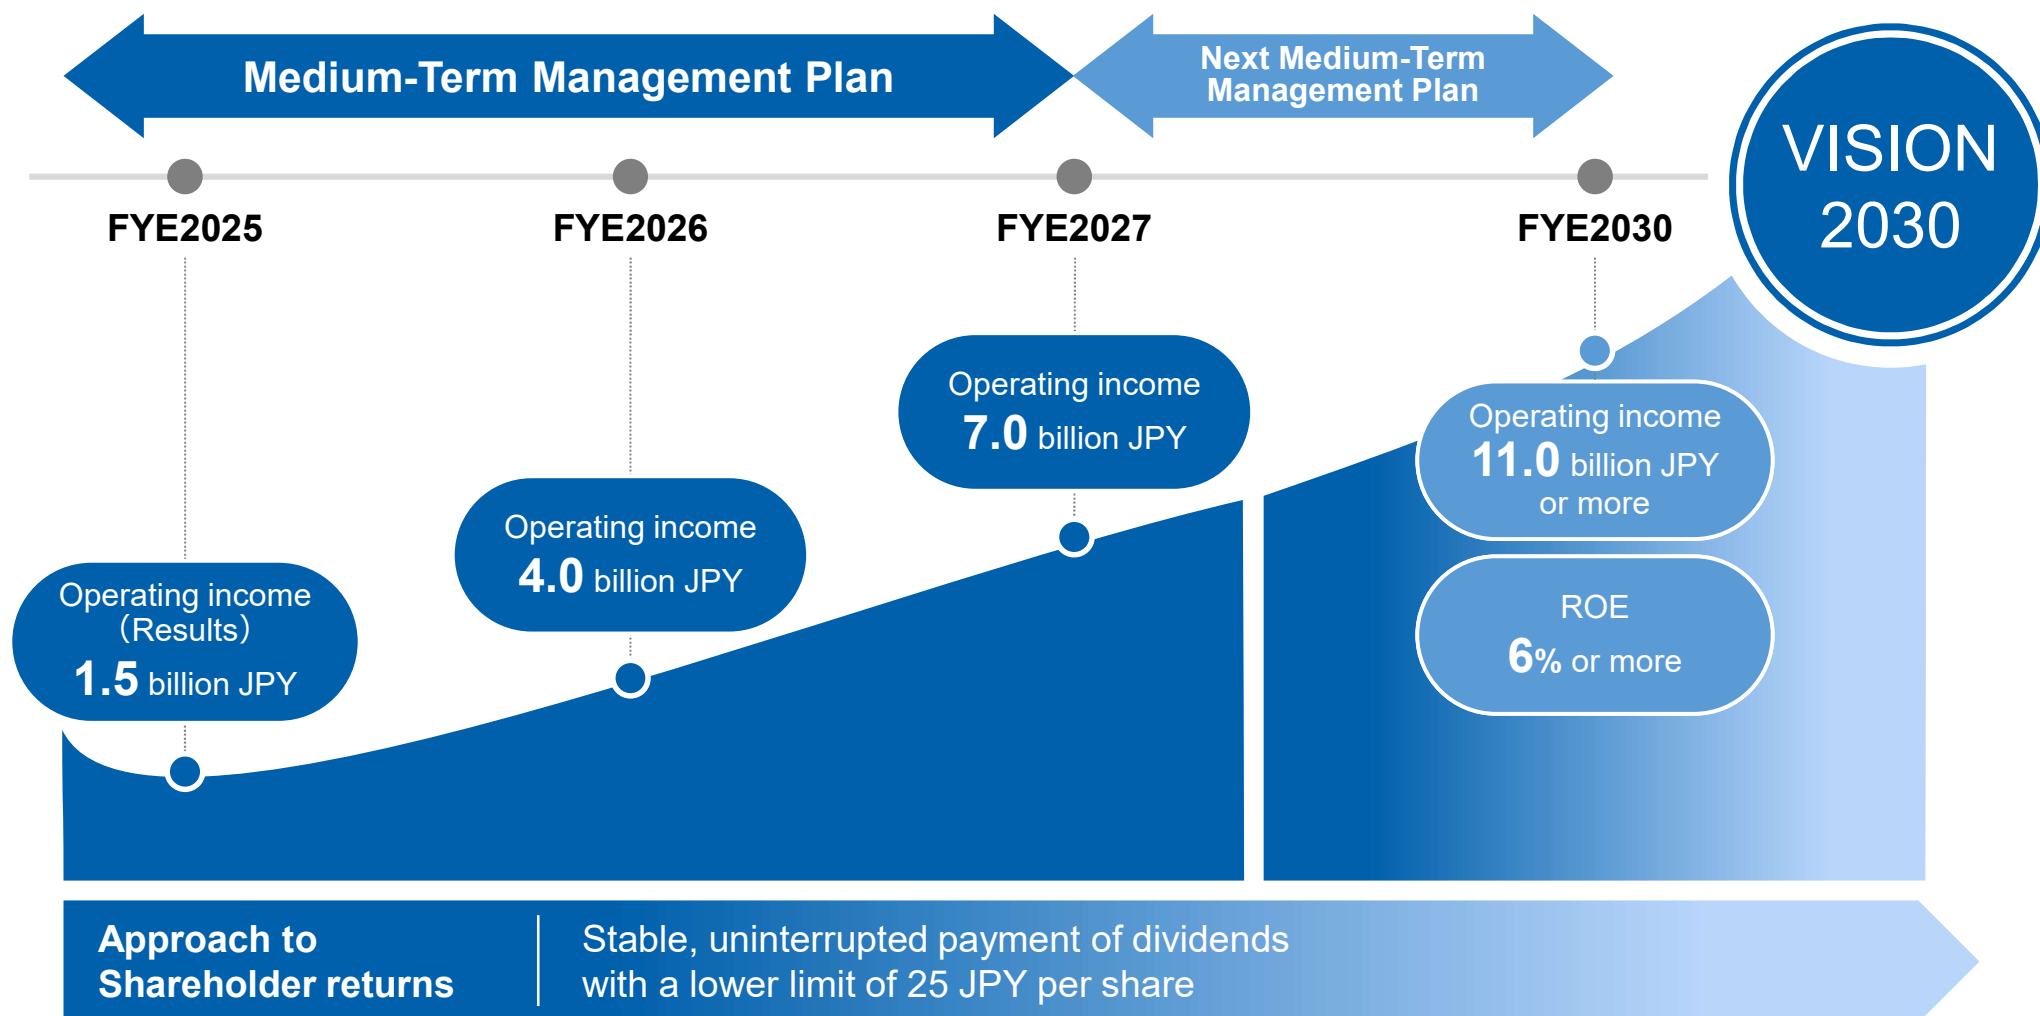 Medium-Term Management Plan
Next Medium-Term
Management Plan
VISION
2030
FYE2025
FYE2026
FYE2027
FYE2030
Operating income
（Results）
1.5 billion JPY
Operating income
4.0 billion JPY
Operating income
7.0 billion JPY
Operating income
11.0 billion JPY
or more
ROE
6% or more
Approach to
Shareholder returns
Stable, uninterrupted payment of dividends
with a lower limit of 25 JPY per share